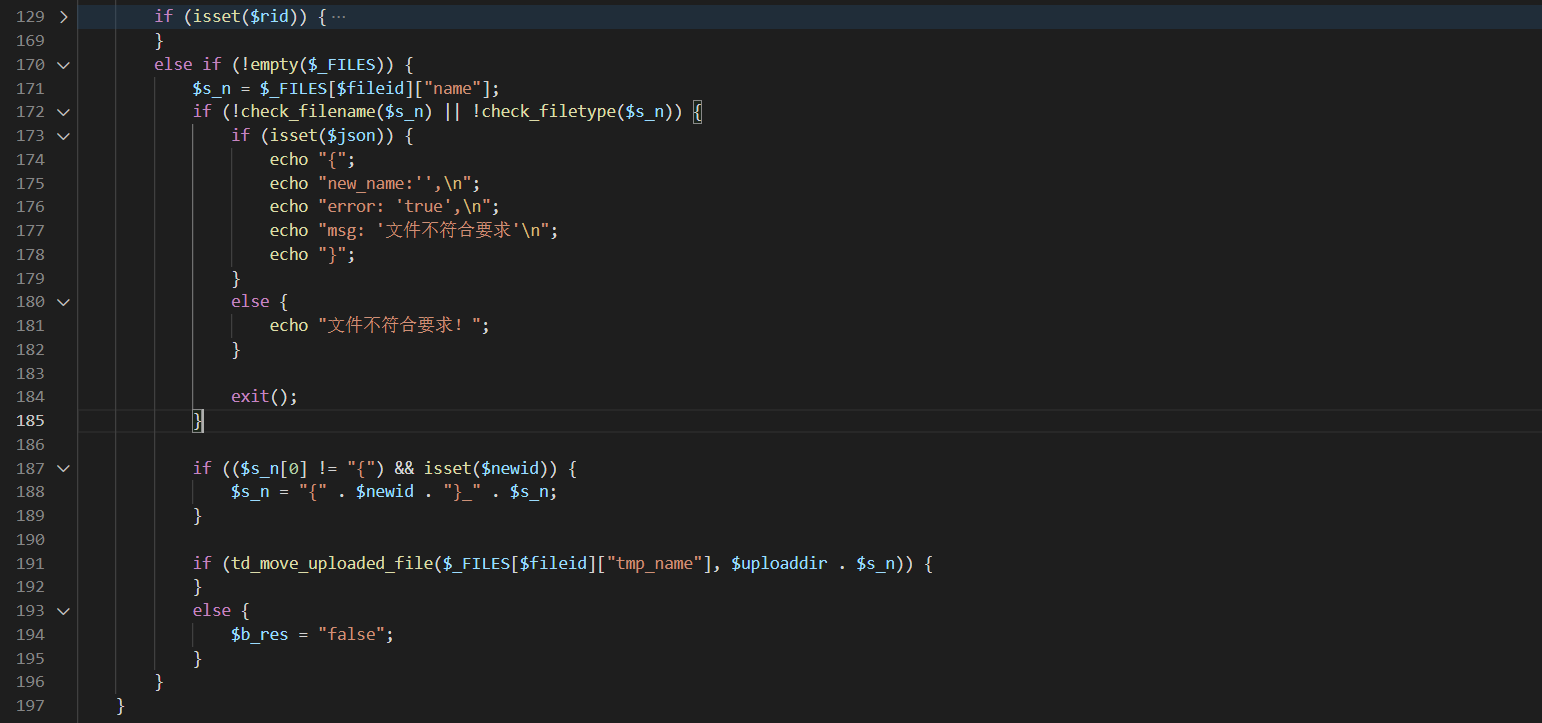 129 if (isset($rid)) { ···
169 }
170 else if (!empty($_FILES)) {
171 $s_n = $_FILES[$fileid]["name"];
172 if (!check_filename($s_n) || !check_filetype($s_n)) {
173 if (isset($json)) {
174 echo "{";
175 echo "new_name:'',\n";
176 echo "error: 'true',\n";
177 echo "msg: '文件不符合要求'\n";
178 echo "}";
179 }
180 else {
181 echo "文件不符合要求！";
182 }
183
184 exit();
185 }
186
187 if (($s_n[0] != "{") && isset($newid)) {
188 $s_n = "{" . $newid . "}_" . $s_n;
189 }
190
191 if (td_move_uploaded_file($_FILES[$fileid]["tmp_name"], $uploaddir . $s_n)) {
192 }
193 else {
194 $b_res = "false";
195 }
196 }
197 }